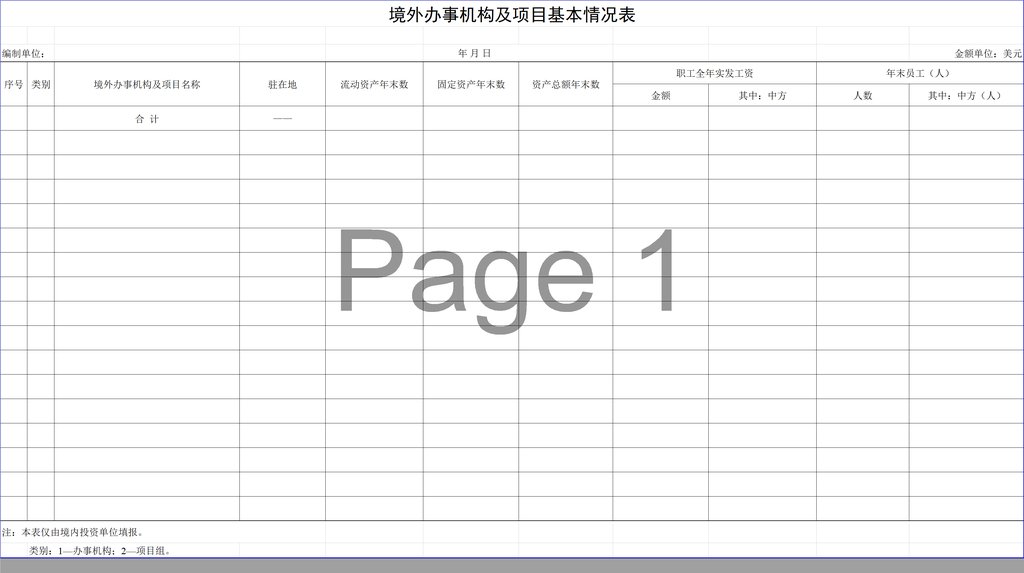 境外办事机构及项目基本情况表
编制单位： 年 月 日 金额单位：美元
序号 类别 境外办事机构及项目名称 驻在地 流动资产年末数 固定资产年末数 资产总额年末数 职工全年实发工资 年末员工（人）
金额 其中：中方 人数 其中：中方（人）
合 计 ——
Page 1
注：本表仅由境内投资单位填报。
类别：1—办事机构；2—项目组。